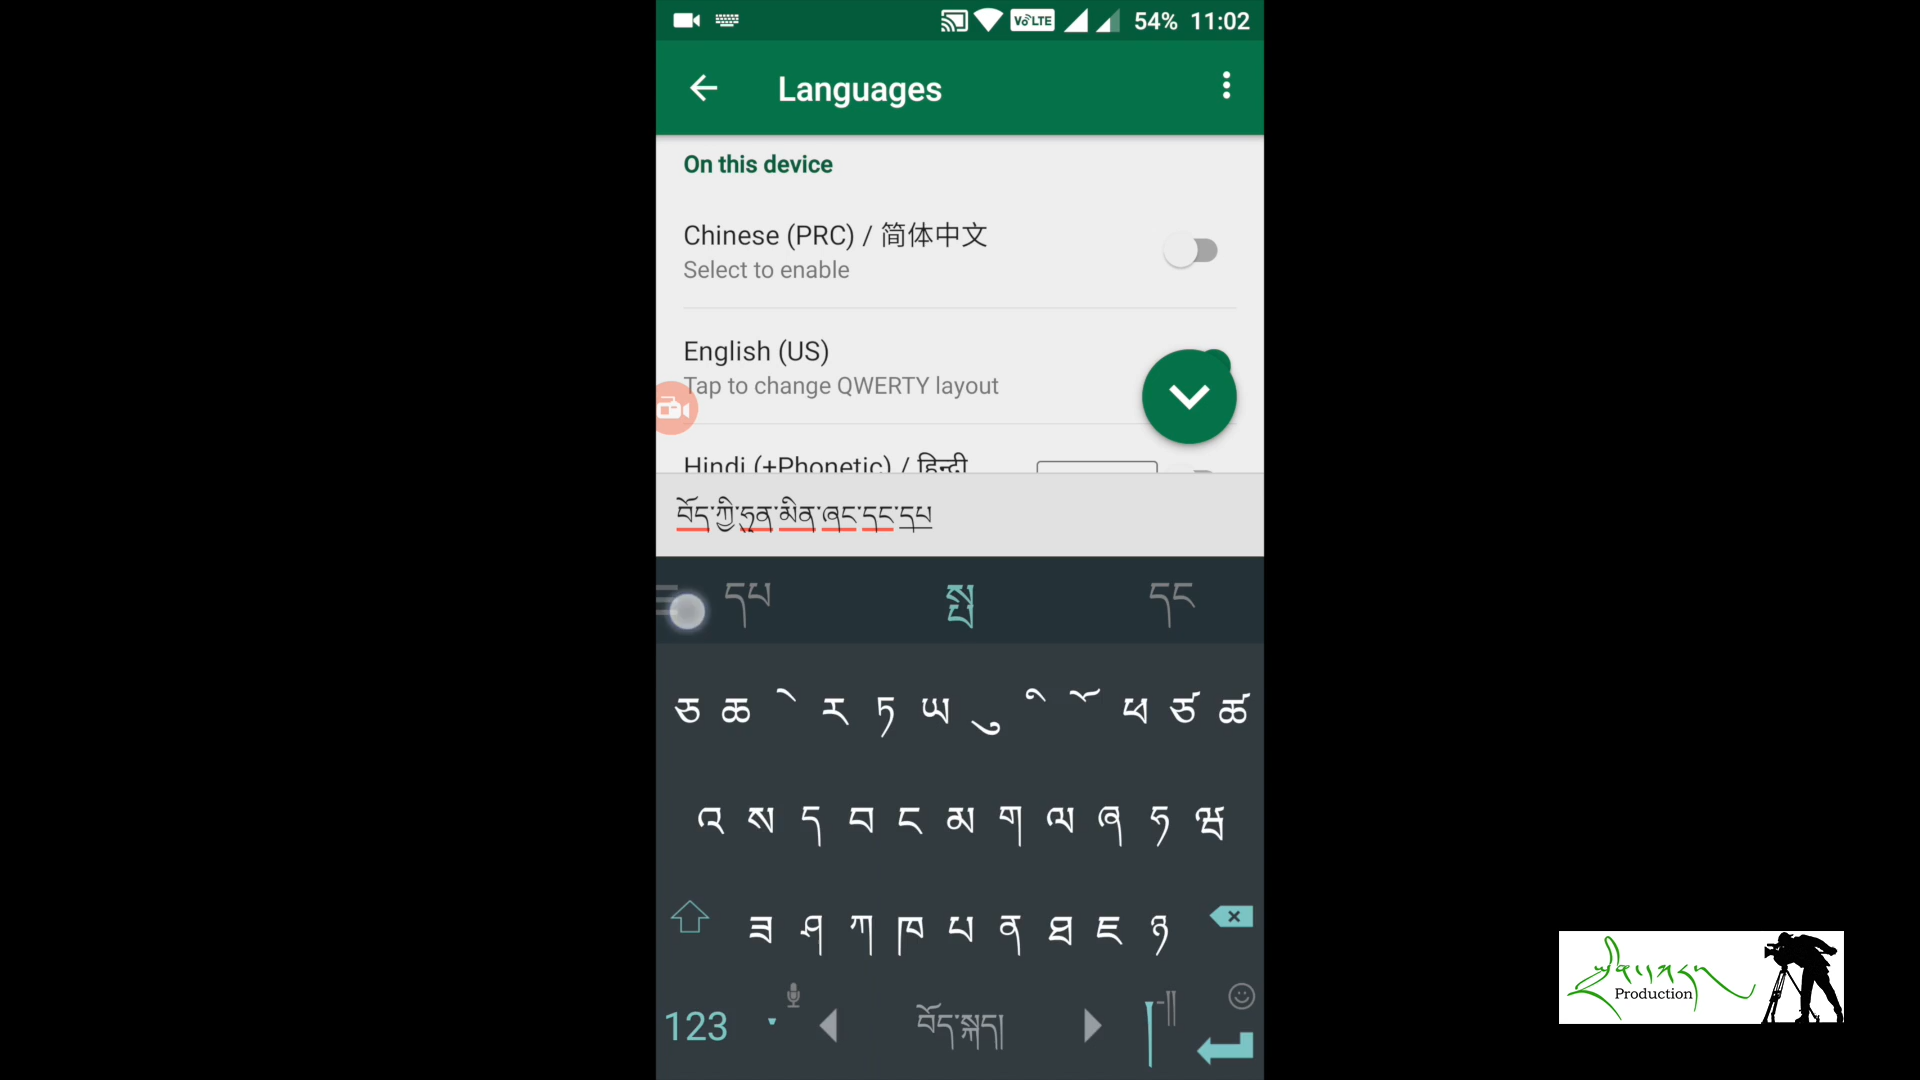 VoLTE 54% 11:02
Languages
On this device
Chinese (PRC) / 简体中文
Select to enable
English (US)
Tap to change QWERTY layout
Hindi (+Phonetic) / हिन्दी
བོད་ཀྱི་ཧྭན་མིན་ཞང་དང་དཔ
དཔ སྤ དང
ཅ ཆ ེ ར ཏ ཡ ུ ི ོ ཕ ཙ ཚ
འ ས ད བ ང མ ག ལ ཞ ཧ ཝ
ཟ ཤ ཀ ཁ པ ན ཐ ཇ ཉ
123 ་ བོད་སྐད། །
Production